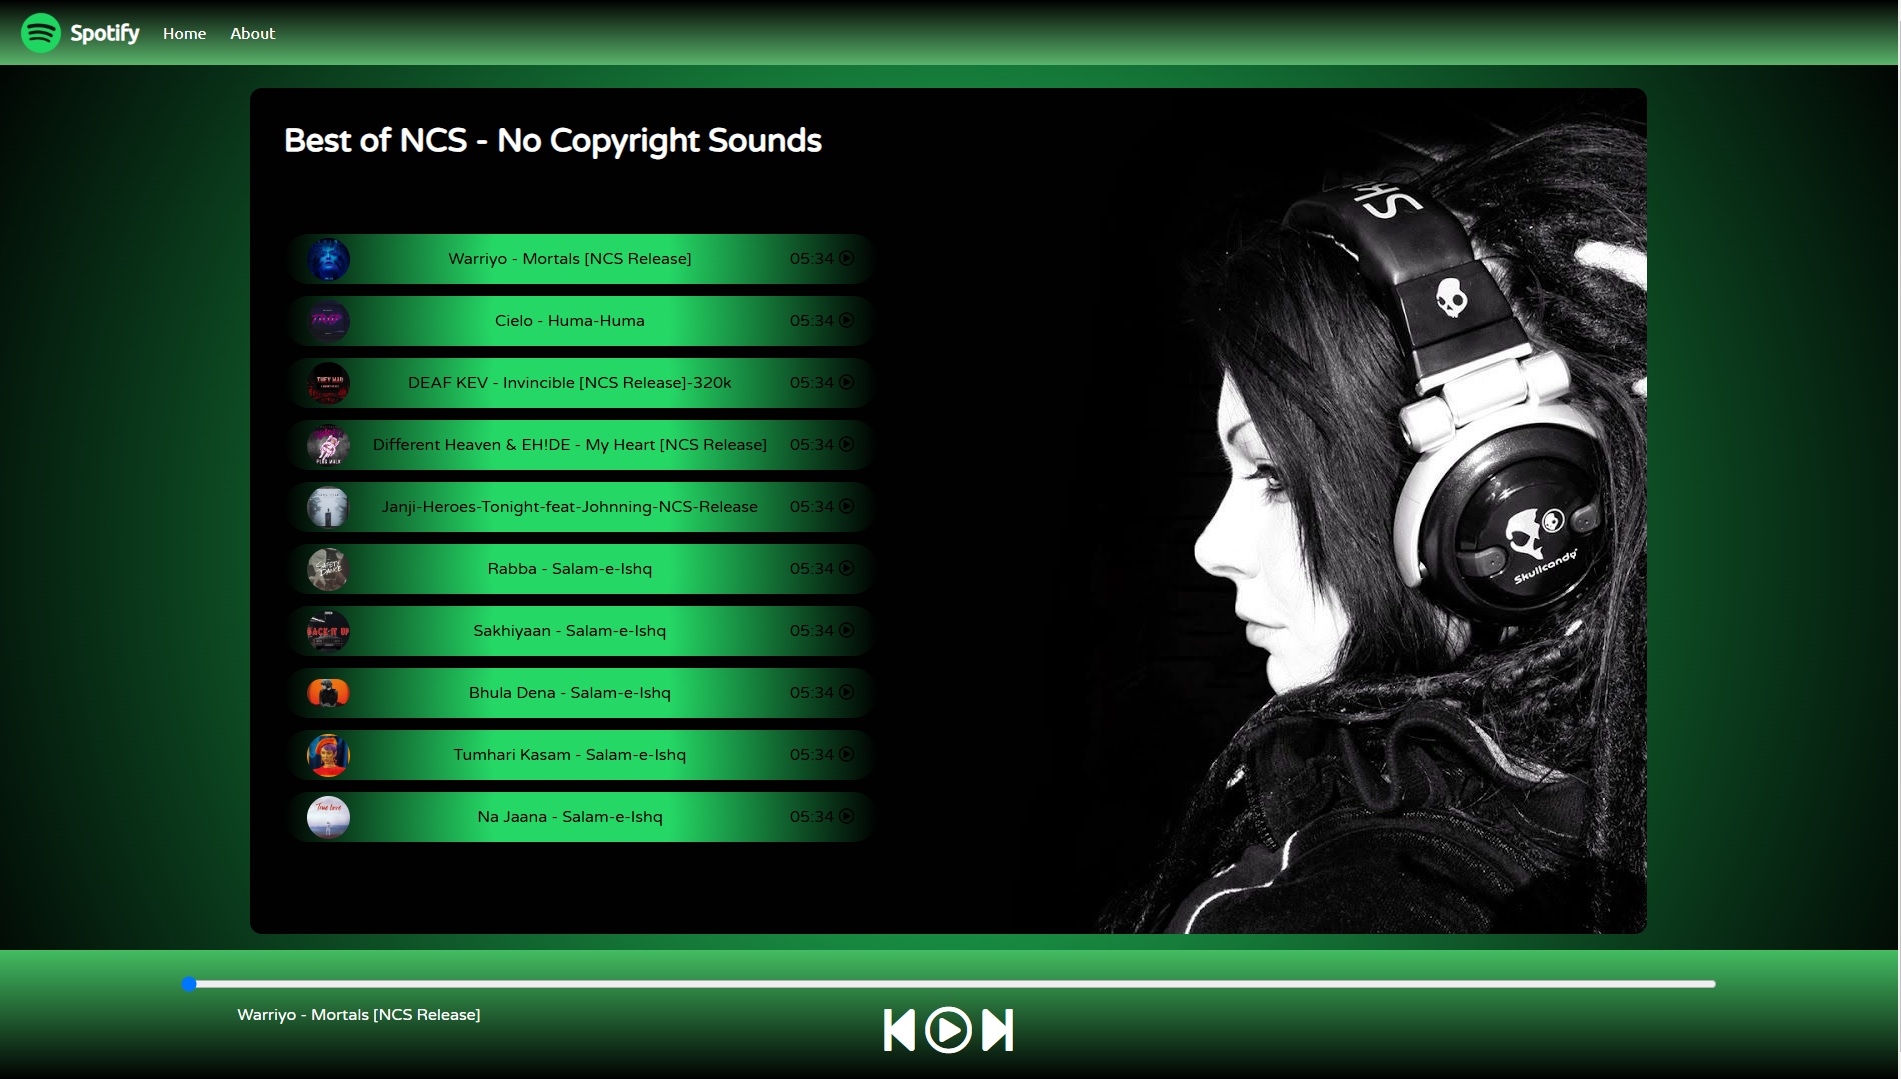 Spotify Home About
Best of NCS - No Copyright Sounds
Warriyo - Mortals [NCS Release] 05:34
Cielo - Huma-Huma 05:34
DEAF KEV - Invincible [NCS Release]-320k 05:34
Different Heaven & EH!DE - My Heart [NCS Release] 05:34
Janji-Heroes-Tonight-feat-Johnning-NCS-Release 05:34
Rabba - Salam-e-Ishq 05:34
Sakhiyaan - Salam-e-Ishq 05:34
Bhula Dena - Salam-e-Ishq 05:34
Tumhari Kasam - Salam-e-Ishq 05:34
Na Jaana - Salam-e-Ishq 05:34
SK
Skullcandy
Warriyo - Mortals [NCS Release]